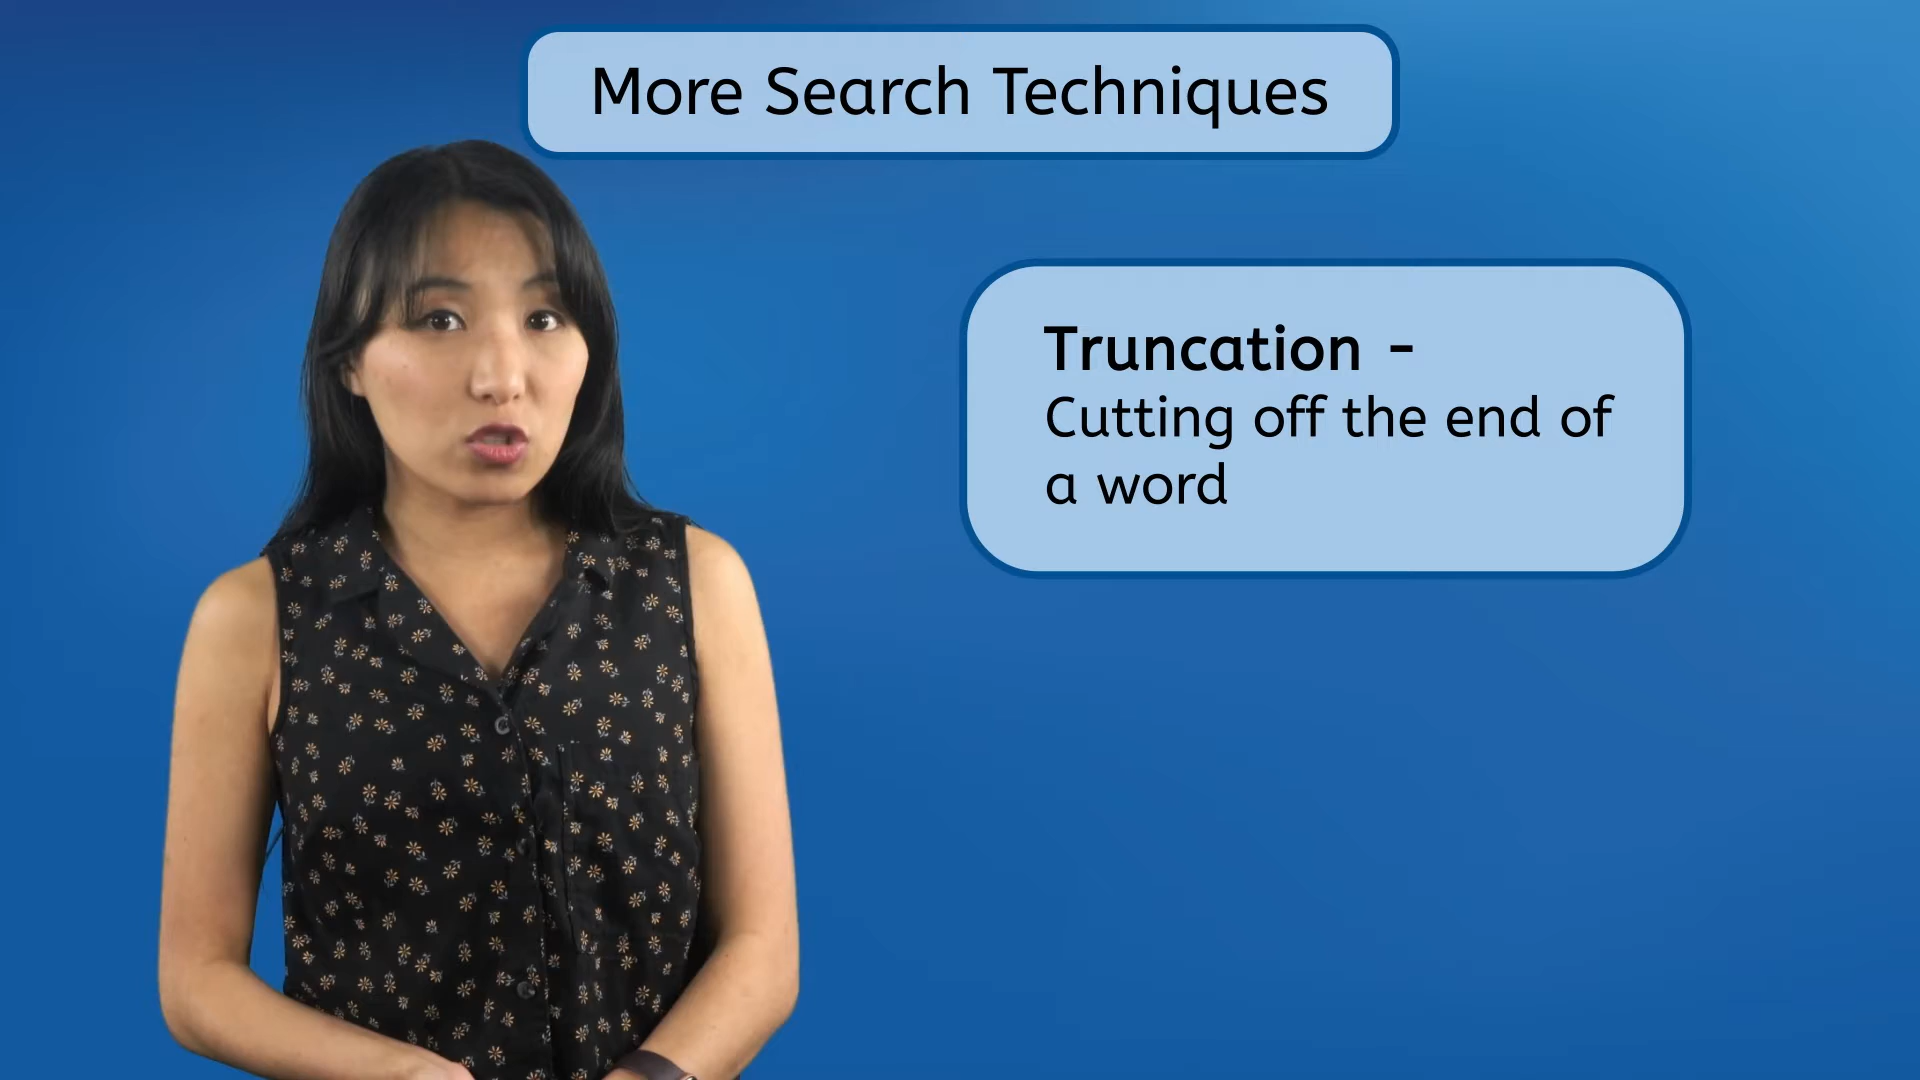 More Search Techniques
Truncation -
Cutting off the end of
a word